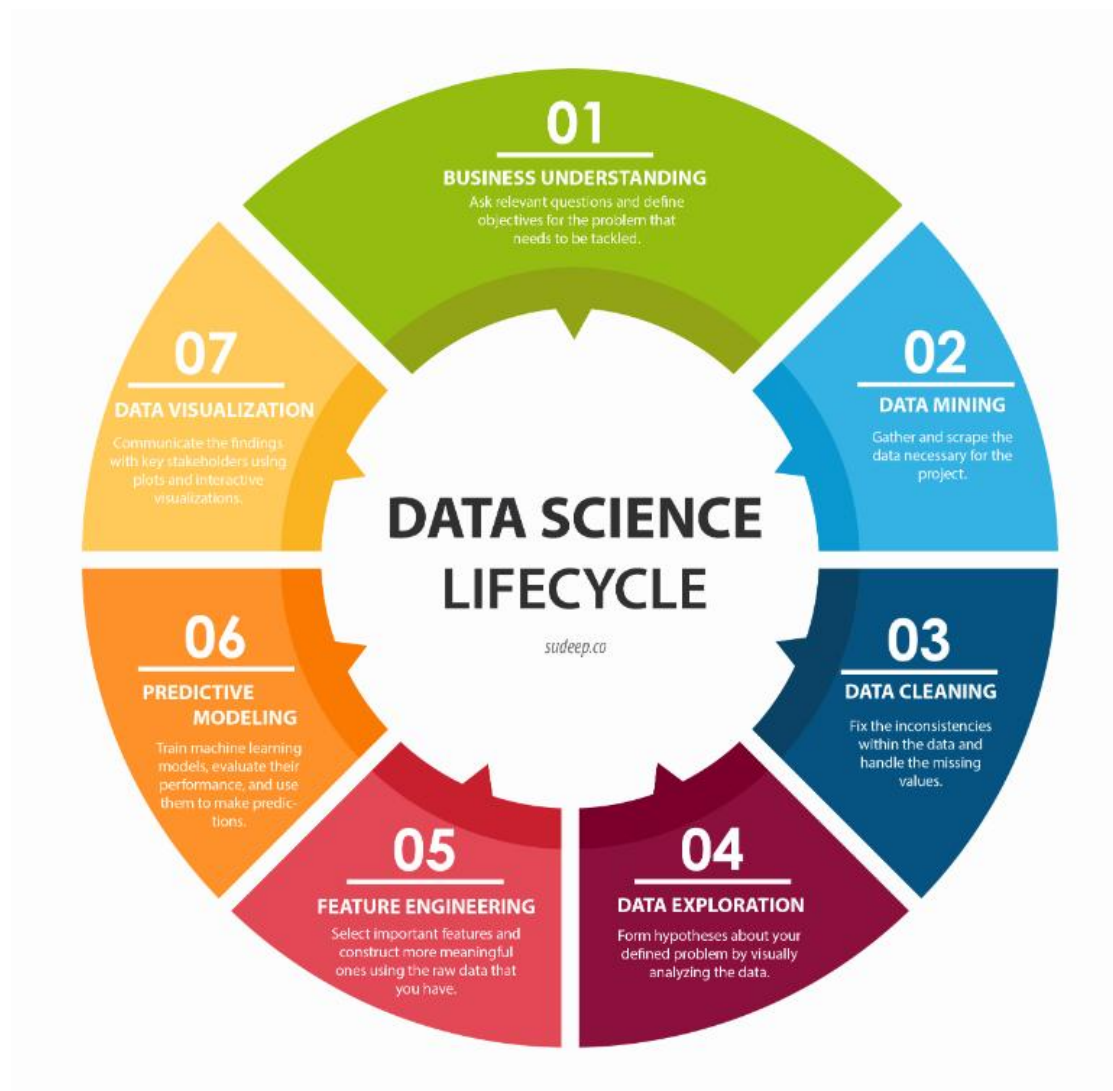 01
BUSINESS UNDERSTANDING
Ask relevant questions and define
objectives for the problem that
needs to be tackled.
02
DATA MINING
Gather and scrape the
data necessary for the
project.
03
DATA CLEANING
Fix the inconsistencies
within the data and
handle the missing
values.
04
DATA EXPLORATION
Form hypotheses about your
defined problem by visually
analyzing the data.
05
FEATURE ENGINEERING
Select important features and
construct more meaningful
ones using the raw data that
you have.
06
PREDICTIVE
MODELING
Train machine learning
models, evaluate their
performance, and use
them to make predic-
tions.
07
DATA VISUALIZATION
Communicate the findings
with key stakeholders using
plots and interactive
visualizations.
DATA SCIENCE
LIFECYCLE
sudeep.co